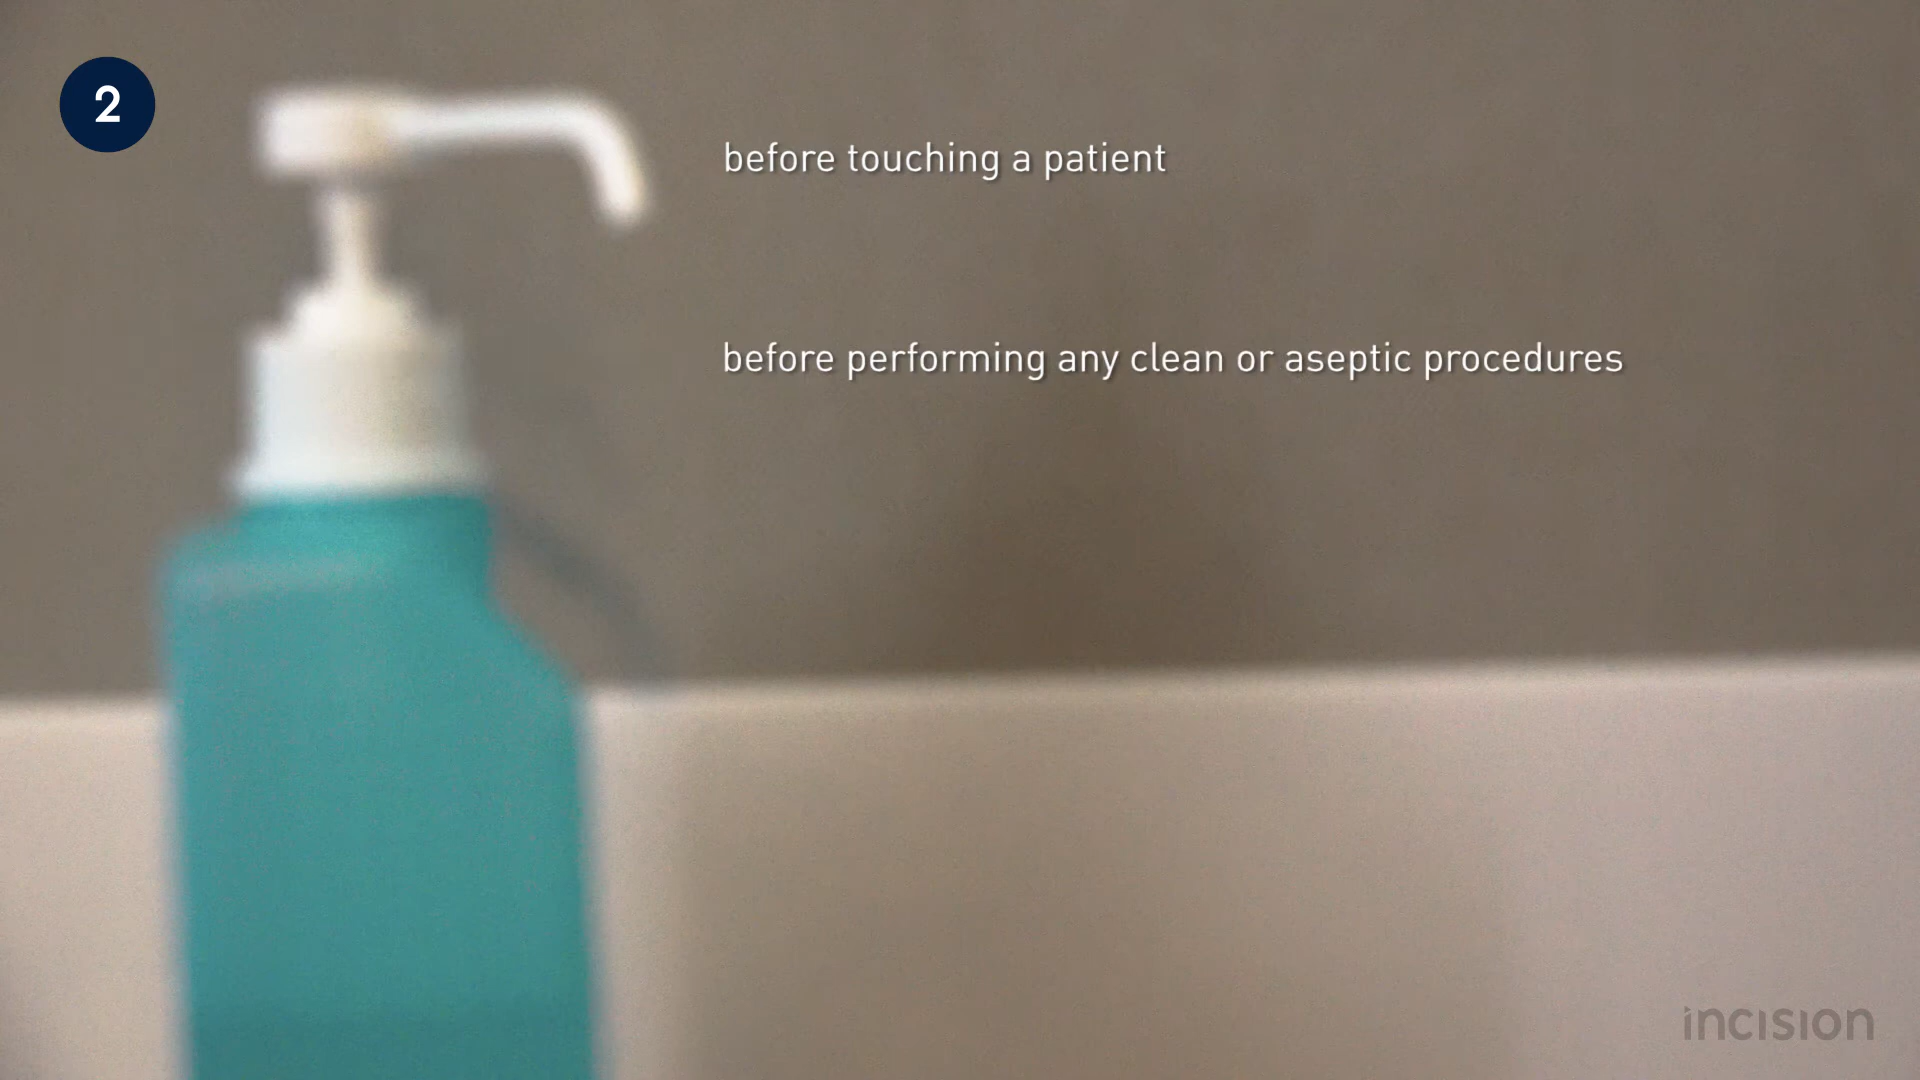 2
before touching a patient
before performing any clean or aseptic procedures
incision